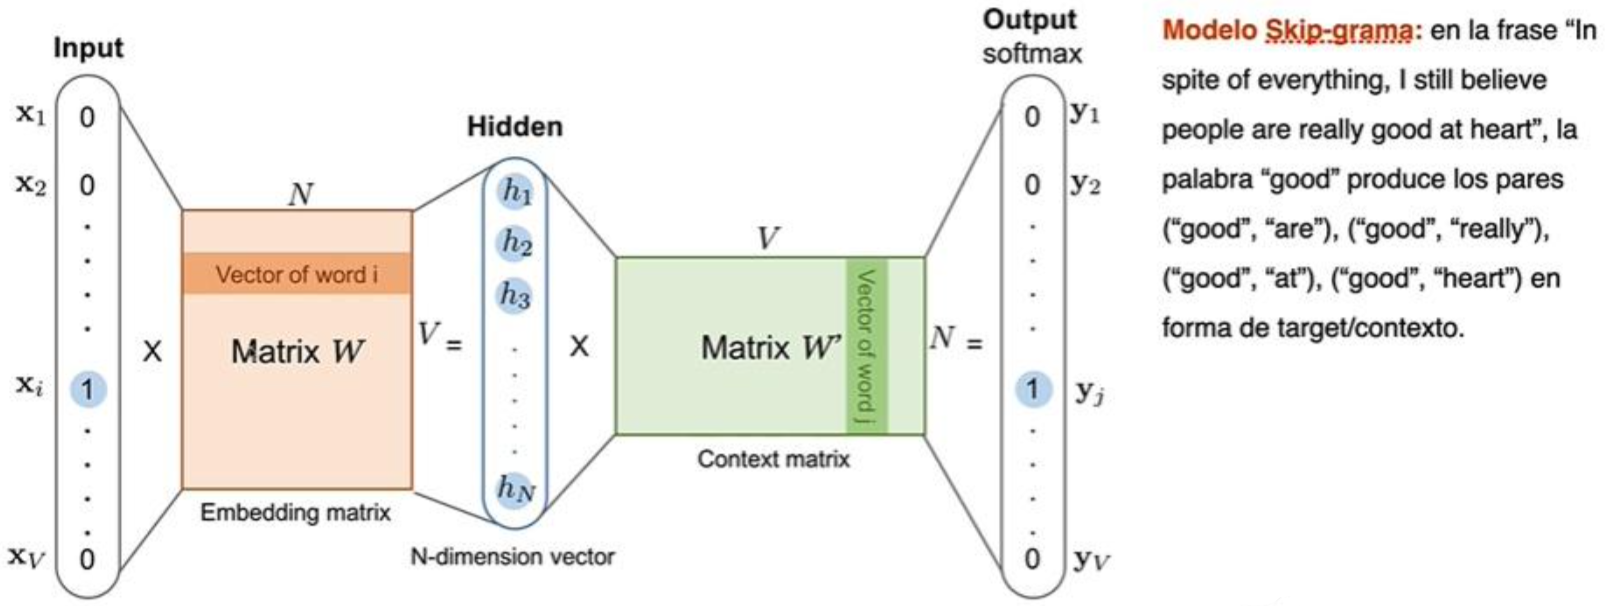 Input
x1 0
x2 0
xi 1
xV 0
X
N
Vector of word i
Matrix W
V =
Embedding matrix
Hidden
h1
h2
h3
hN
N-dimension vector
X
V
Matrix W’
Vector of word j
N =
Context matrix
Output
softmax
0 y1
0 y2
1 yj
0 yV
Modelo Skip-grama: en la frase “In
spite of everything, I still believe
people are really good at heart”, la
palabra “good” produce los pares
(“good”, “are”), (“good”, “really”),
(“good”, “at”), (“good”, “heart”) en
forma de target/contexto.